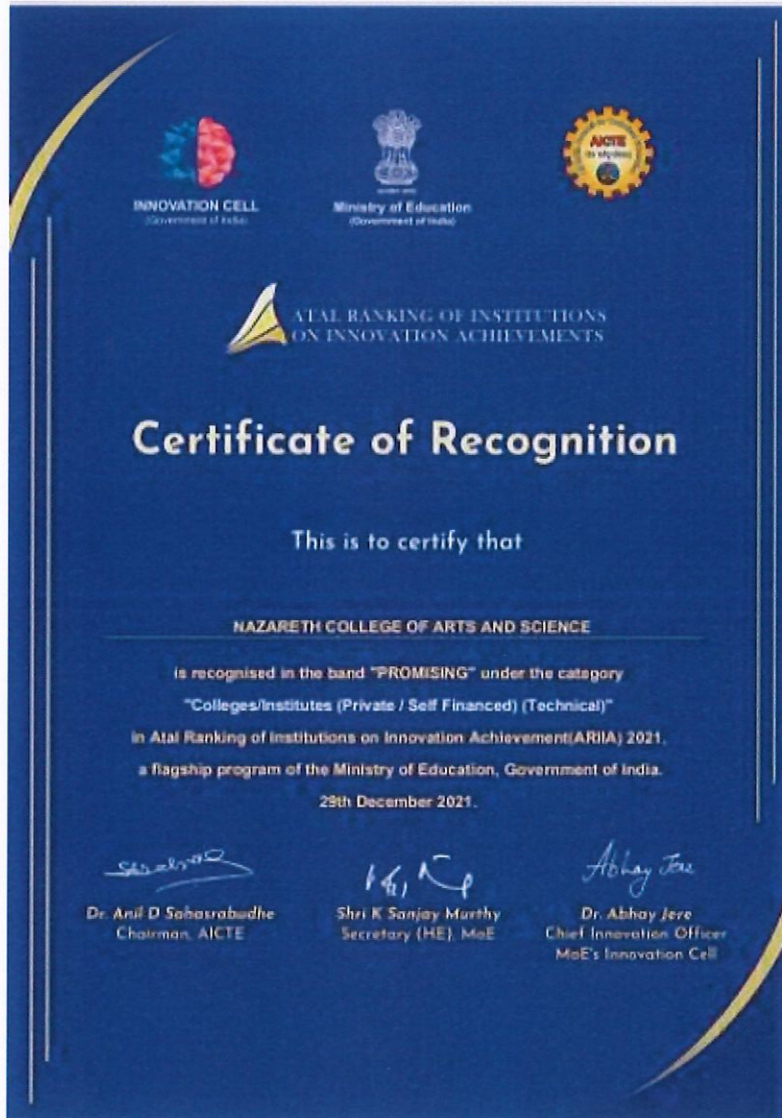 INNOVATION CELL
(Government of India)
Ministry of Education
(Government of India)
AICTE
ATAL RANKING OF INSTITUTIONS
ON INNOVATION ACHIEVEMENTS
Certificate of Recognition
This is to certify that
NAZARETH COLLEGE OF ARTS AND SCIENCE
is recognised in the band "PROMISING" under the category
"Colleges/Institutes (Private / Self Financed) (Technical)"
in Atal Ranking of Institutions on Innovation Achievement(ARIIA) 2021,
a flagship program of the Ministry of Education, Government of India.
29th December 2021.
Abhay Jere
Dr. Anil D Sahasrabudhe
Chairman, AICTE
Shri K Sanjay Murthy
Secretary (HE), MoE
Dr. Abhay Jere
Chief Innovation Officer
MoE's Innovation Cell